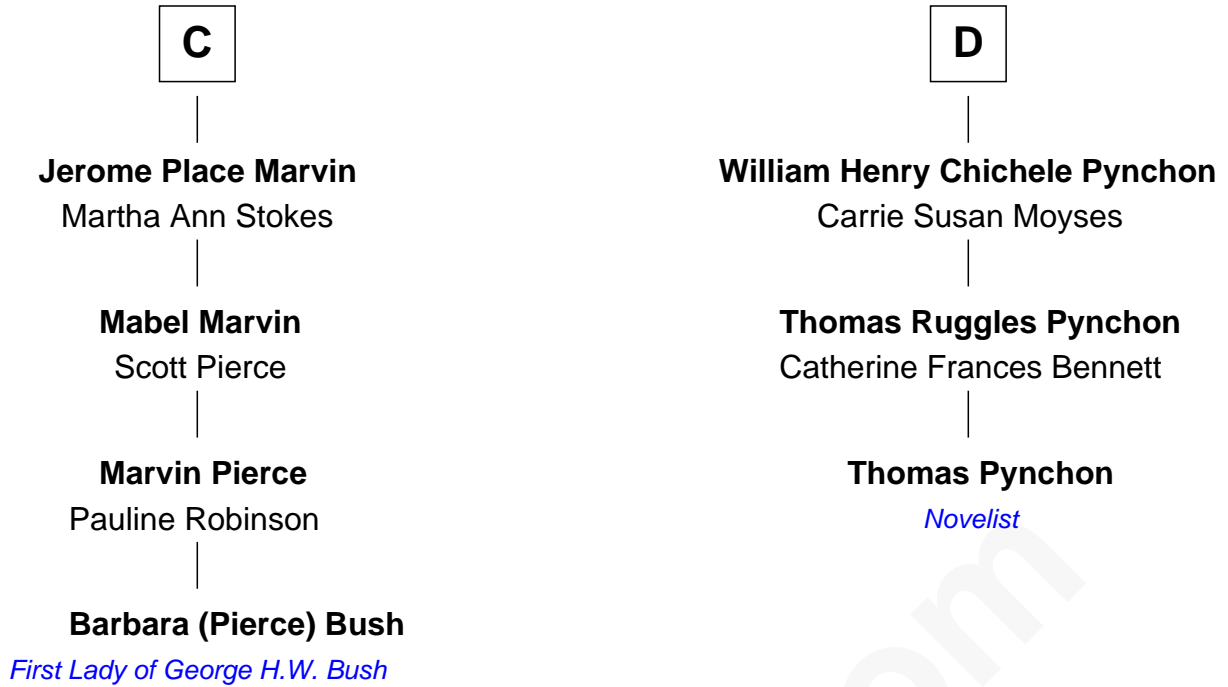 C
Jerome Place Marvin
Martha Ann Stokes
Mabel Marvin
Scott Pierce
Marvin Pierce
Pauline Robinson
Barbara (Pierce) Bush
First Lady of George H.W. Bush
D
William Henry Chichele Pynchon
Carrie Susan Moyses
Thomas Ruggles Pynchon
Catherine Frances Bennett
Thomas Pynchon
Novelist
om